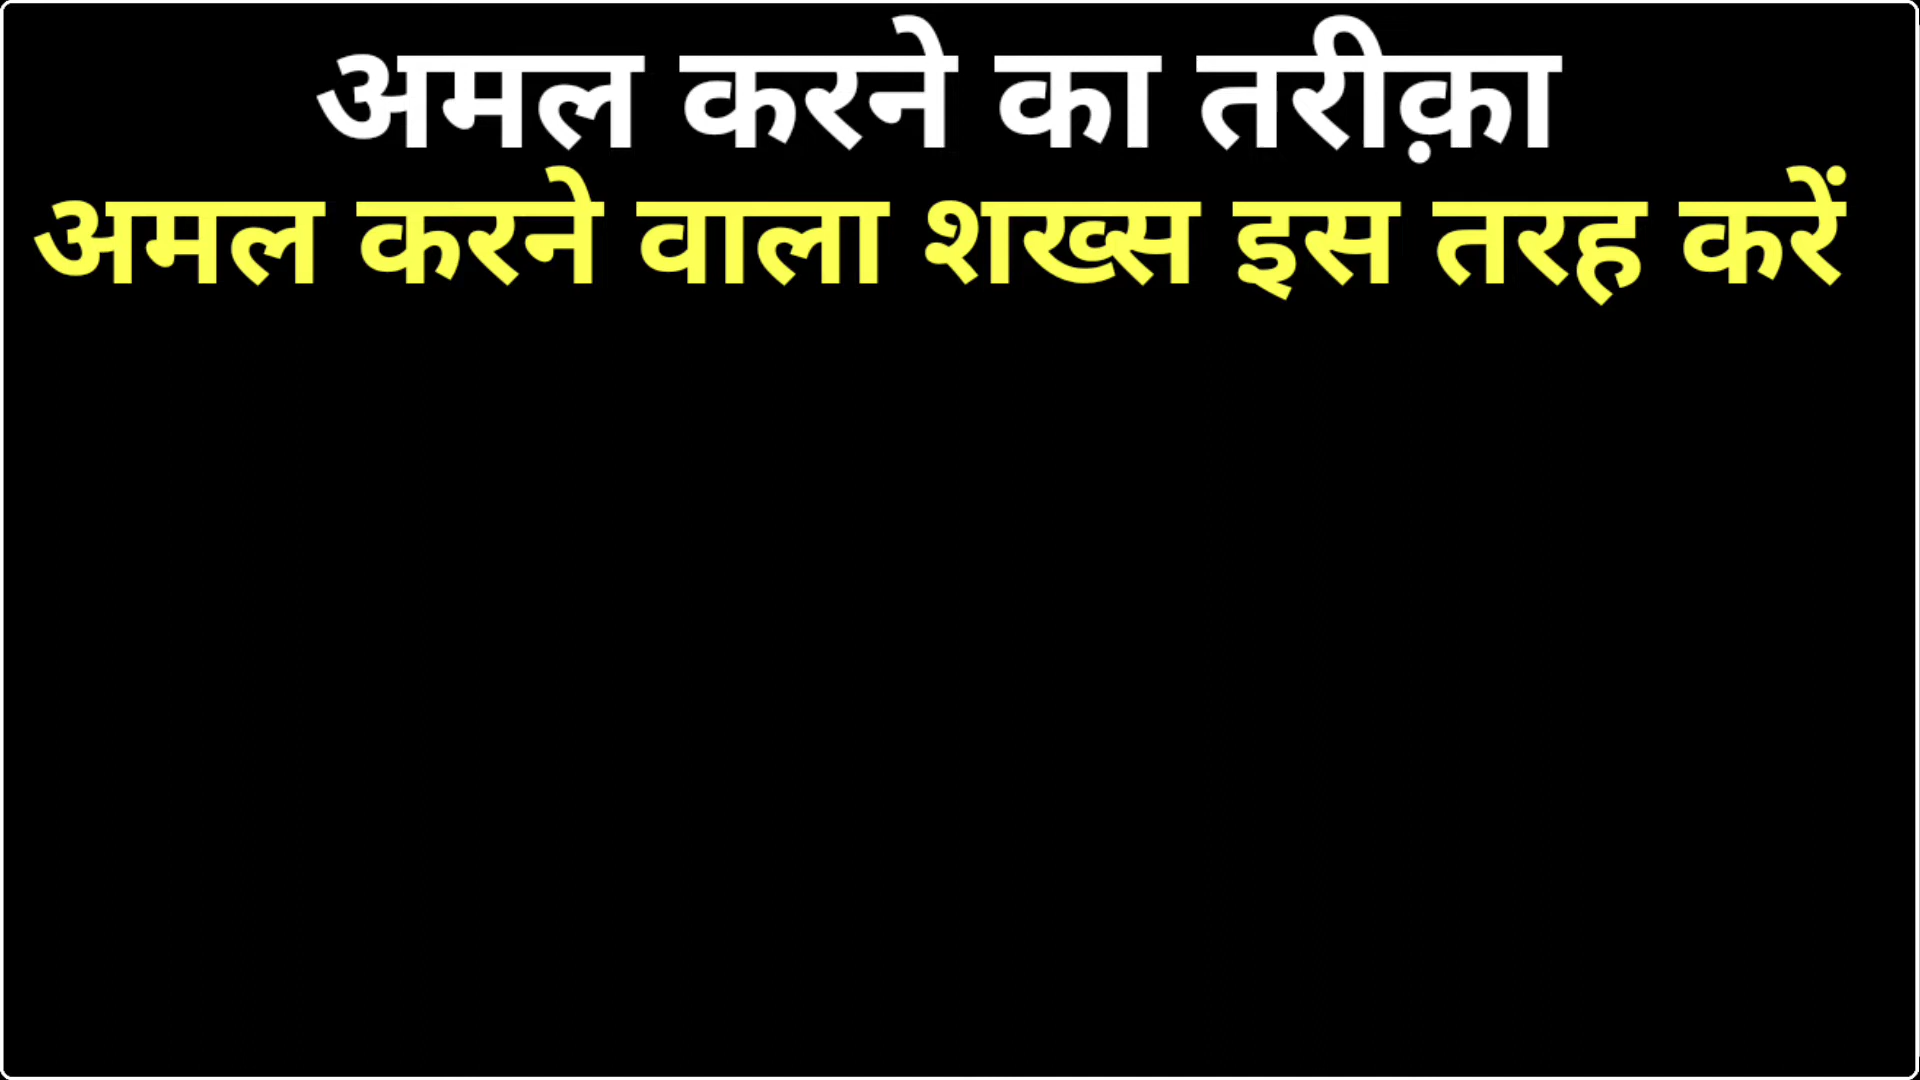 अमल करने का तरीक़ा
अमल करने वाला शख्स इस तरह करें